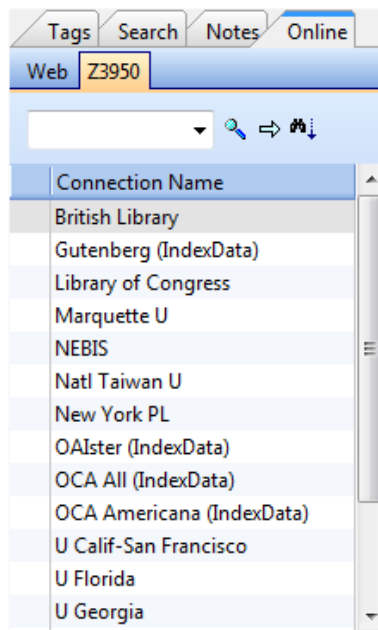 Tags Search Notes Online
Web Z3950
Connection Name
British Library
Gutenberg (IndexData)
Library of Congress
Marquette U
NEBIS
Natl Taiwan U
New York PL
OAIster (IndexData)
OCA All (IndexData)
OCA Americana (IndexData)
U Calif-San Francisco
U Florida
U Georgia